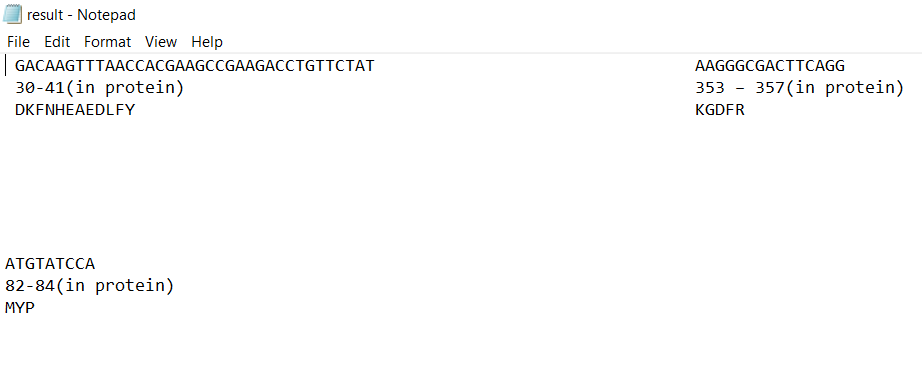 result - Notepad
File Edit Format View Help
GACAAGTTTAACCACGAAGCCGAAGACCTGTTCTAT AAGGGCGACTTCAGG
30-41(in protein) 353 – 357(in protein)
DKFNHEAEDLFY KGDFR
ATGTATCCA
82-84(in protein)
MYP